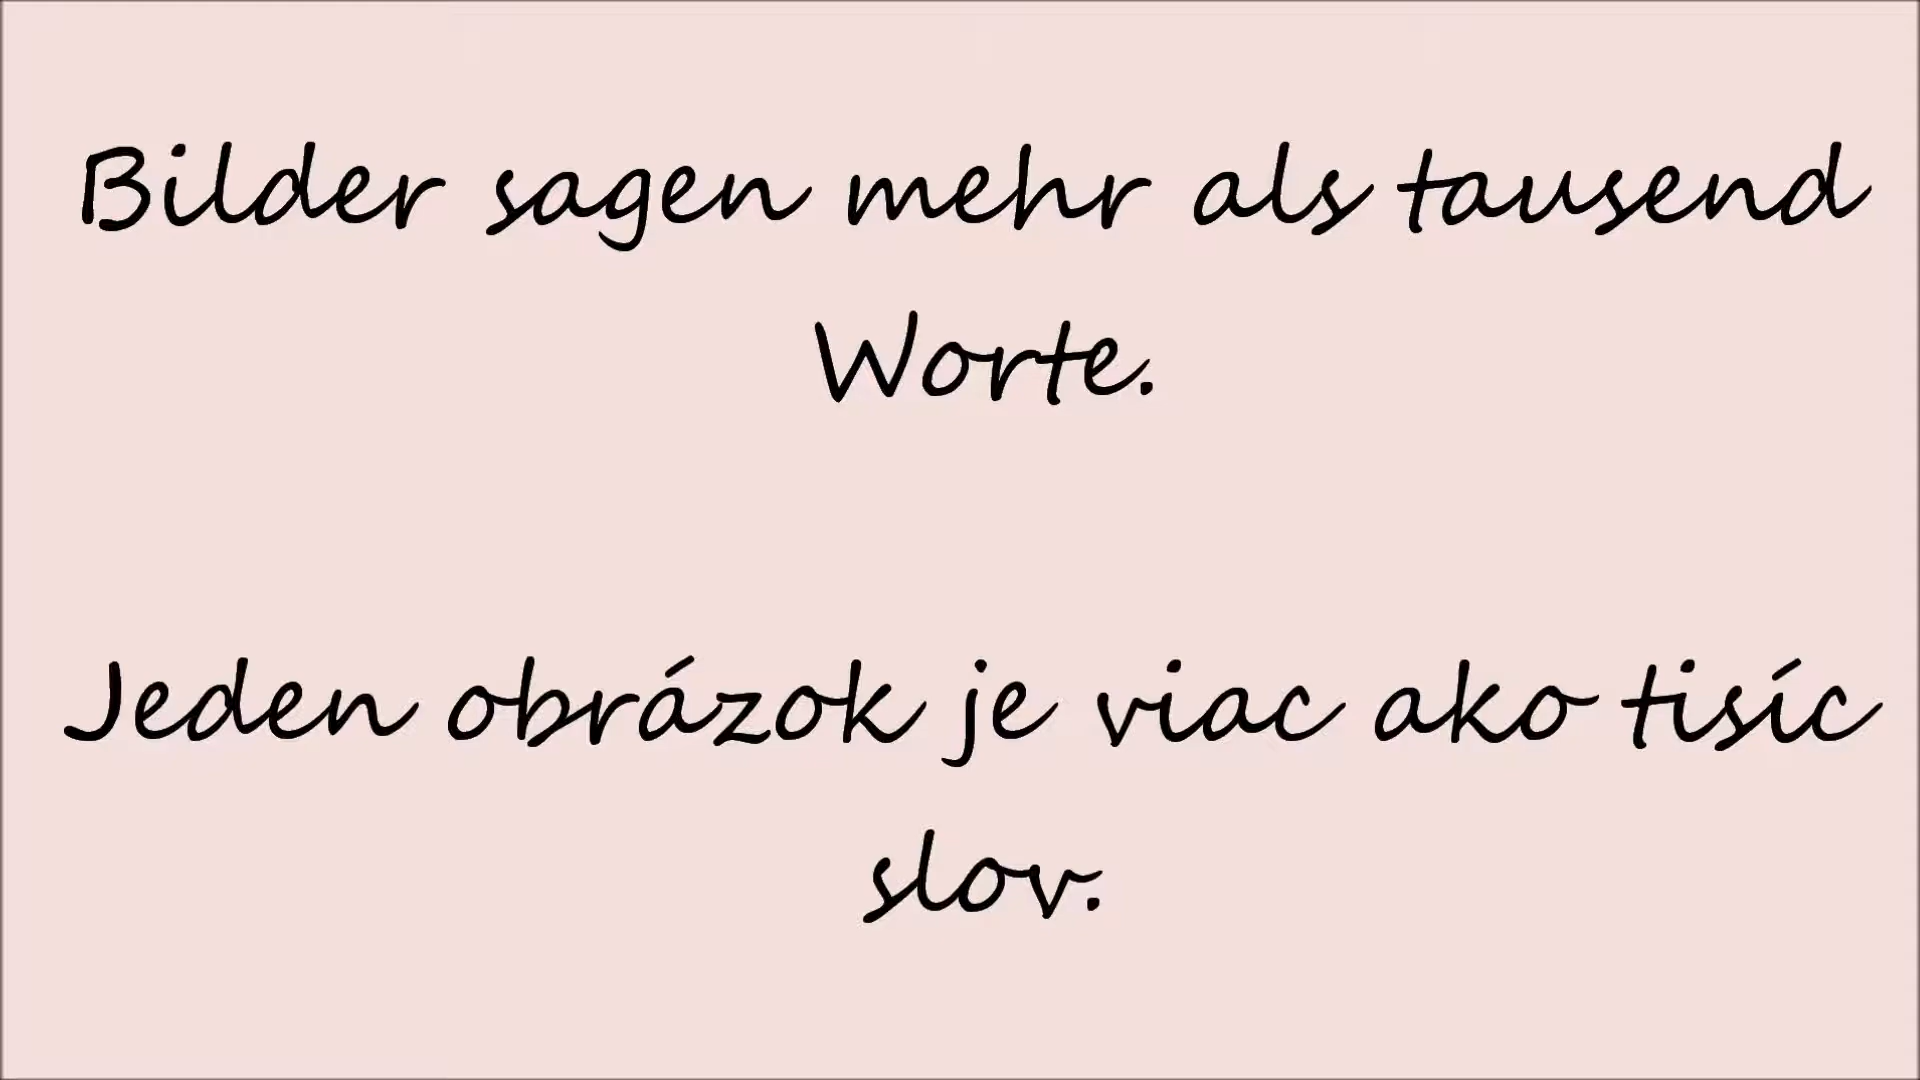 Bilder sagen mehr als tausend
Worte.
Jeden obrázok je viac ako tisíc
slov.